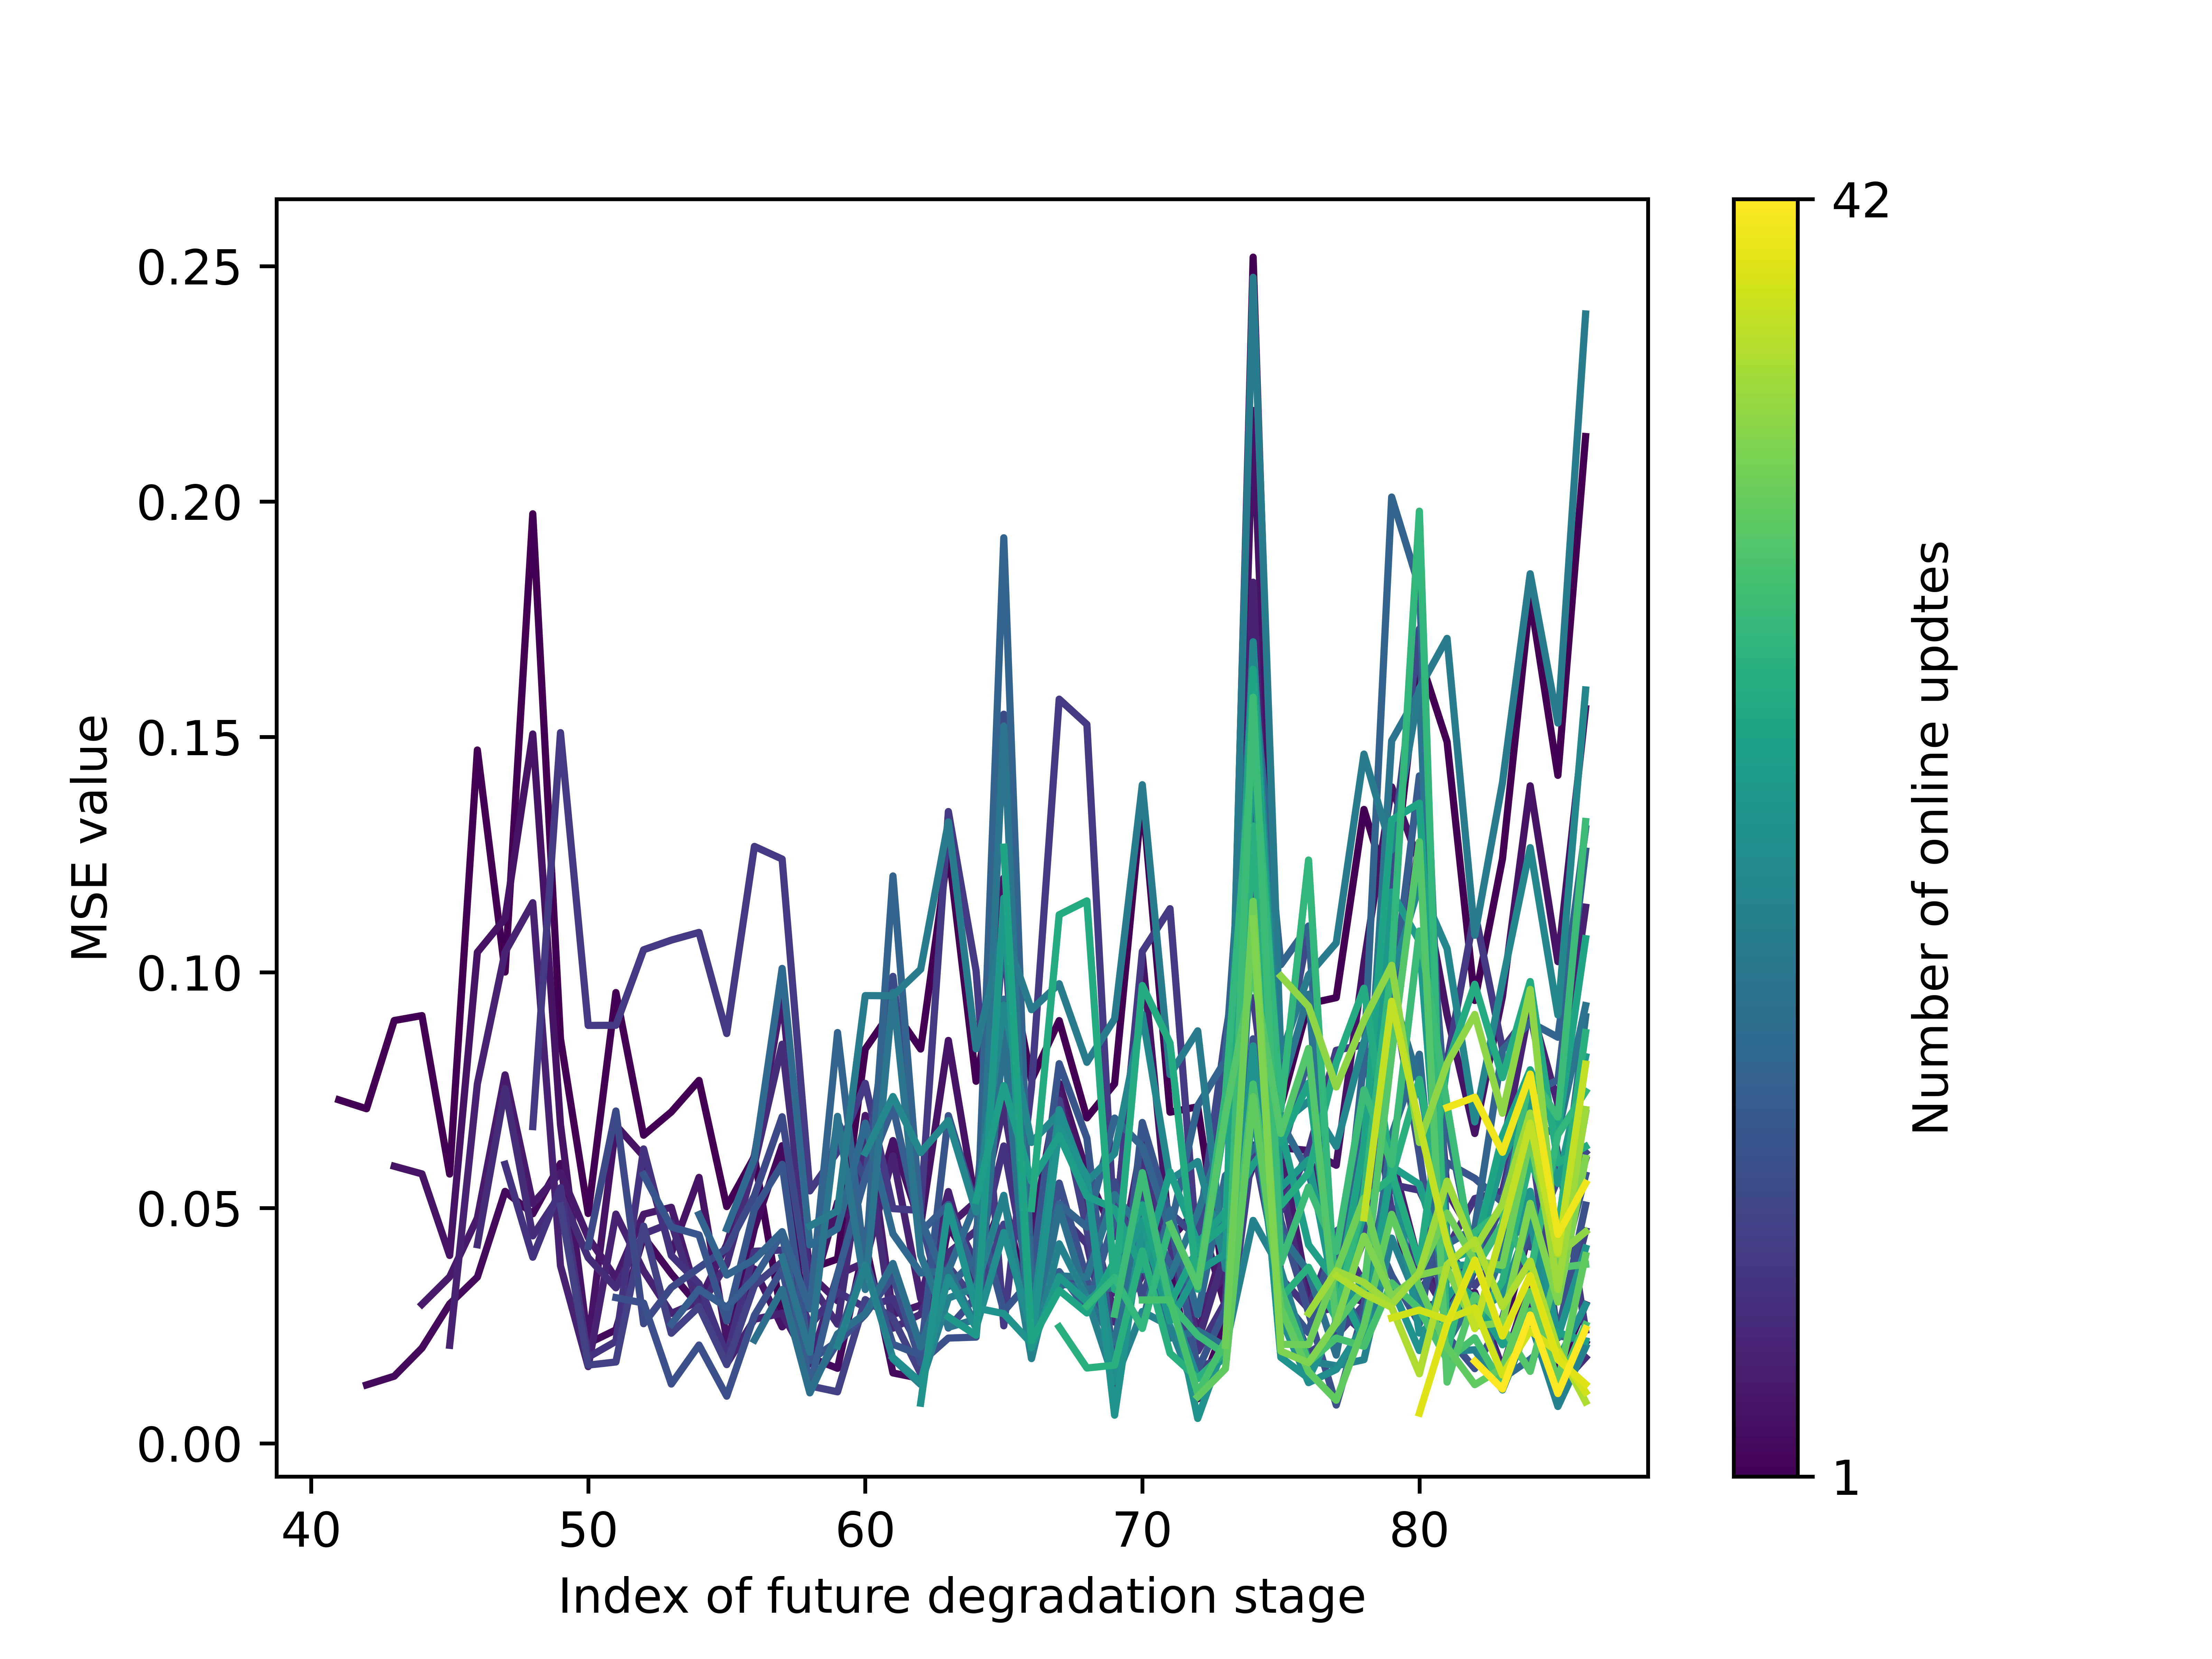 0.25
0.20
0.15
0.10
0.05
0.00
MSE value
40 50 60 70 80
Index of future degradation stage
42
1
Number of online updtes